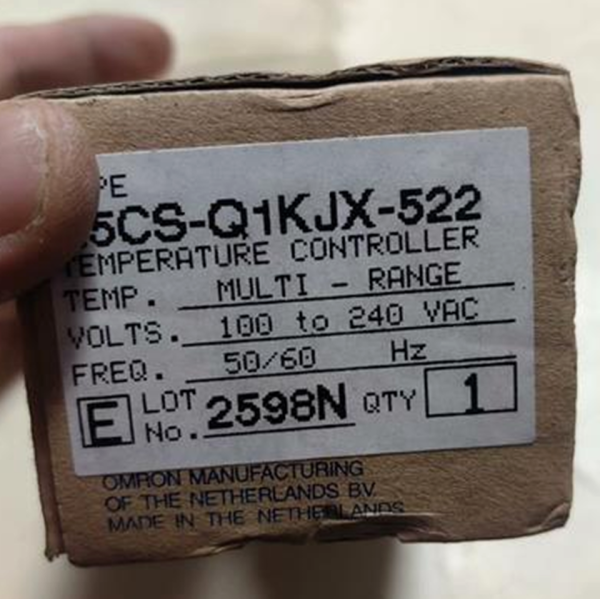 PE
5CS-Q1KJX-522
TEMPERATURE CONTROLLER
TEMP. MULTI - RANGE
VOLTS. 100 to 240 VAC
FREQ. 50/60 Hz
E LOT No. 2598N QTY 1
OMRON MANUFACTURING
OF THE NETHERLANDS BV.
MADE IN THE NETHERLANDS